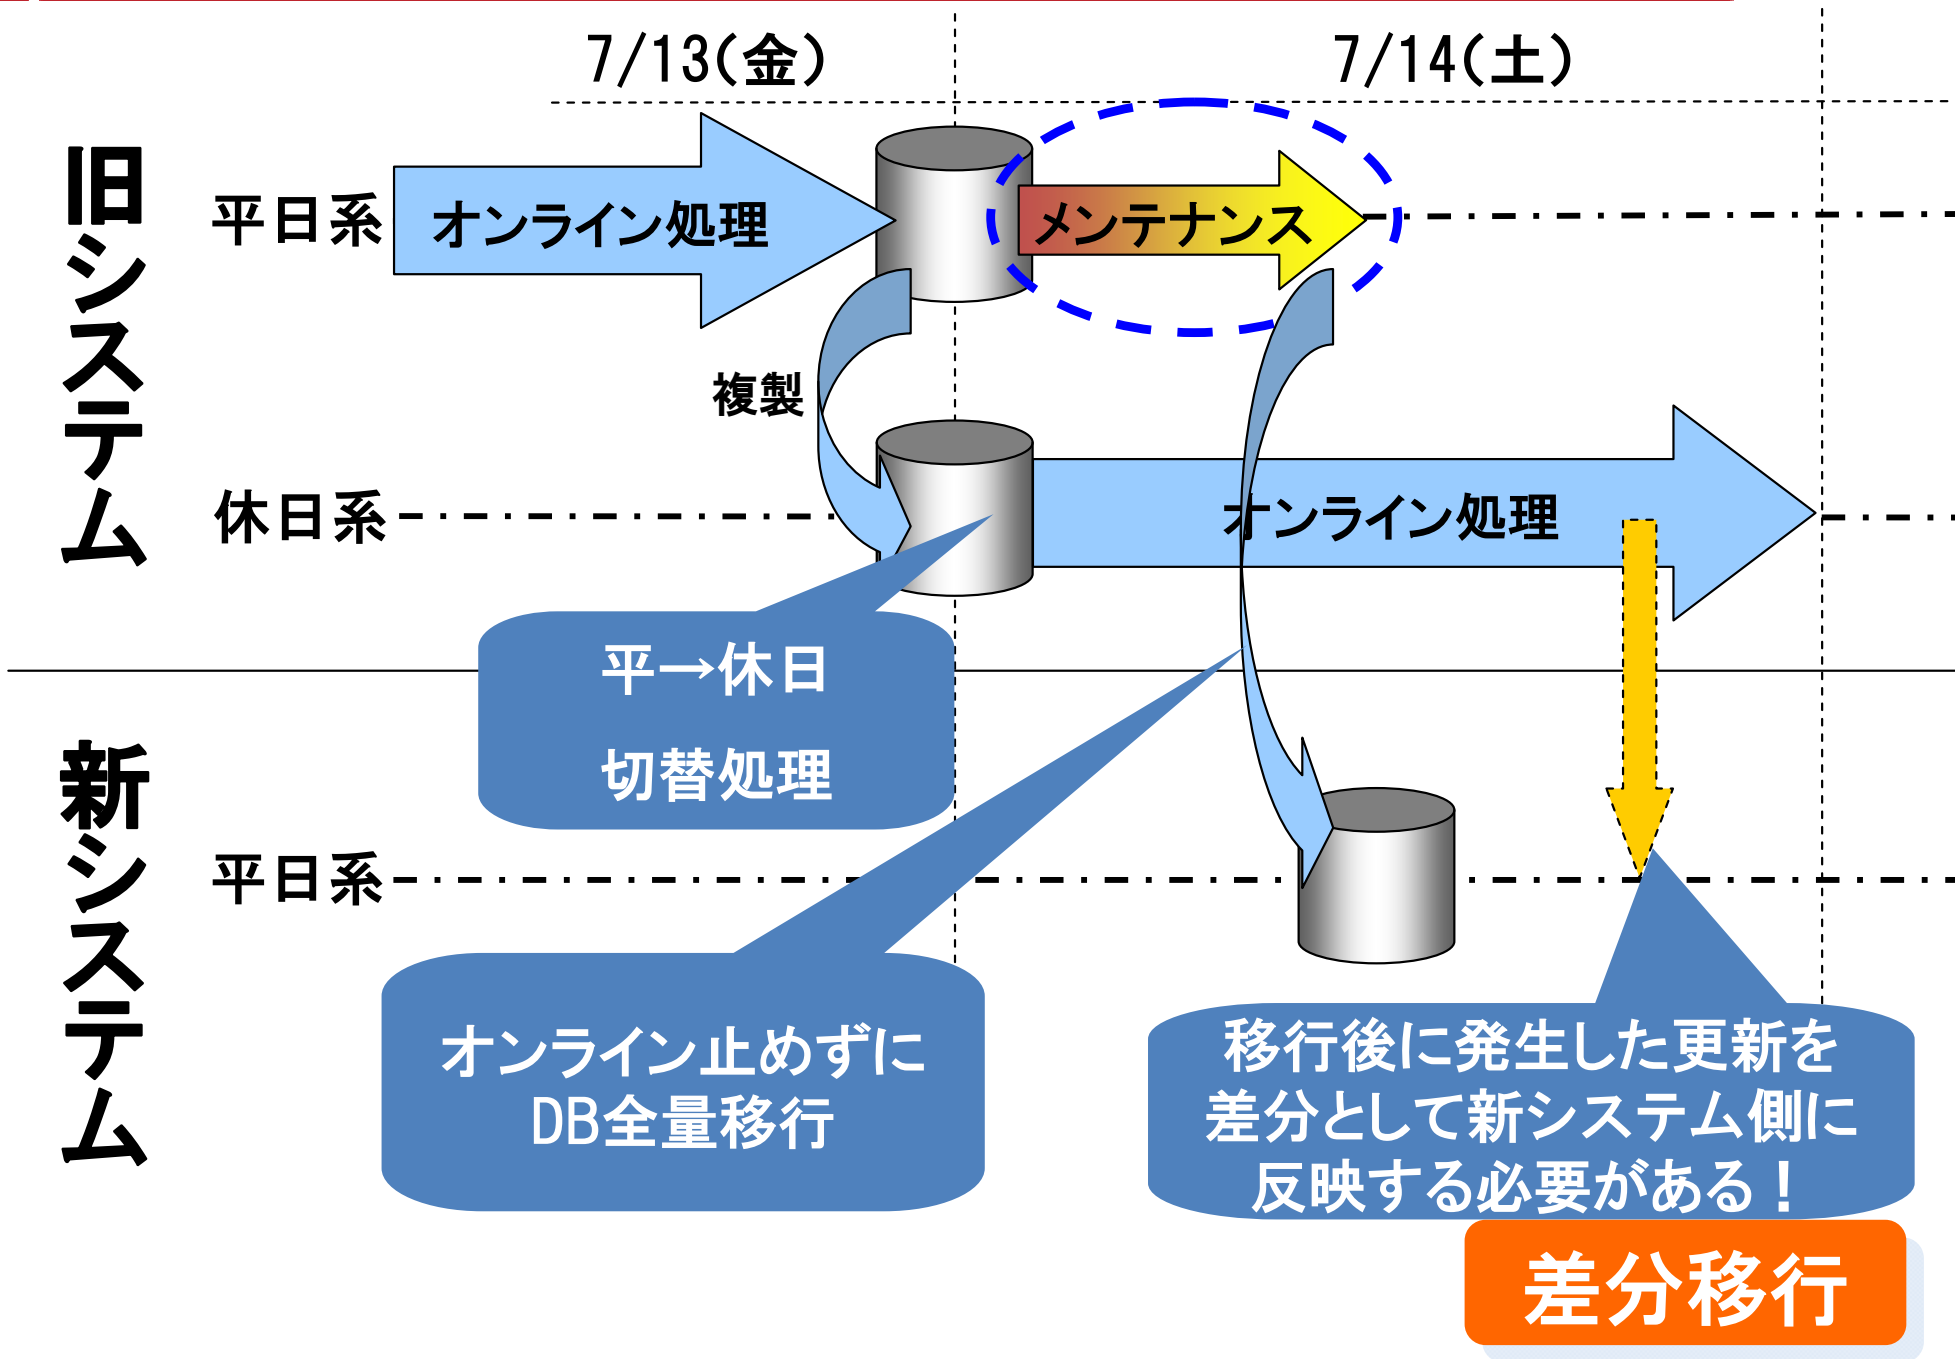 7/13(金)
7/14(土)
旧システム
平日系
オンライン処理
メンテナンス
複製
休日系
オンライン処理
平→休日
切替処理
新システム
平日系
オンライン止めずに
DB全量移行
移行後に発生した更新を
差分として新システム側に
反映する必要がある！
差分移行